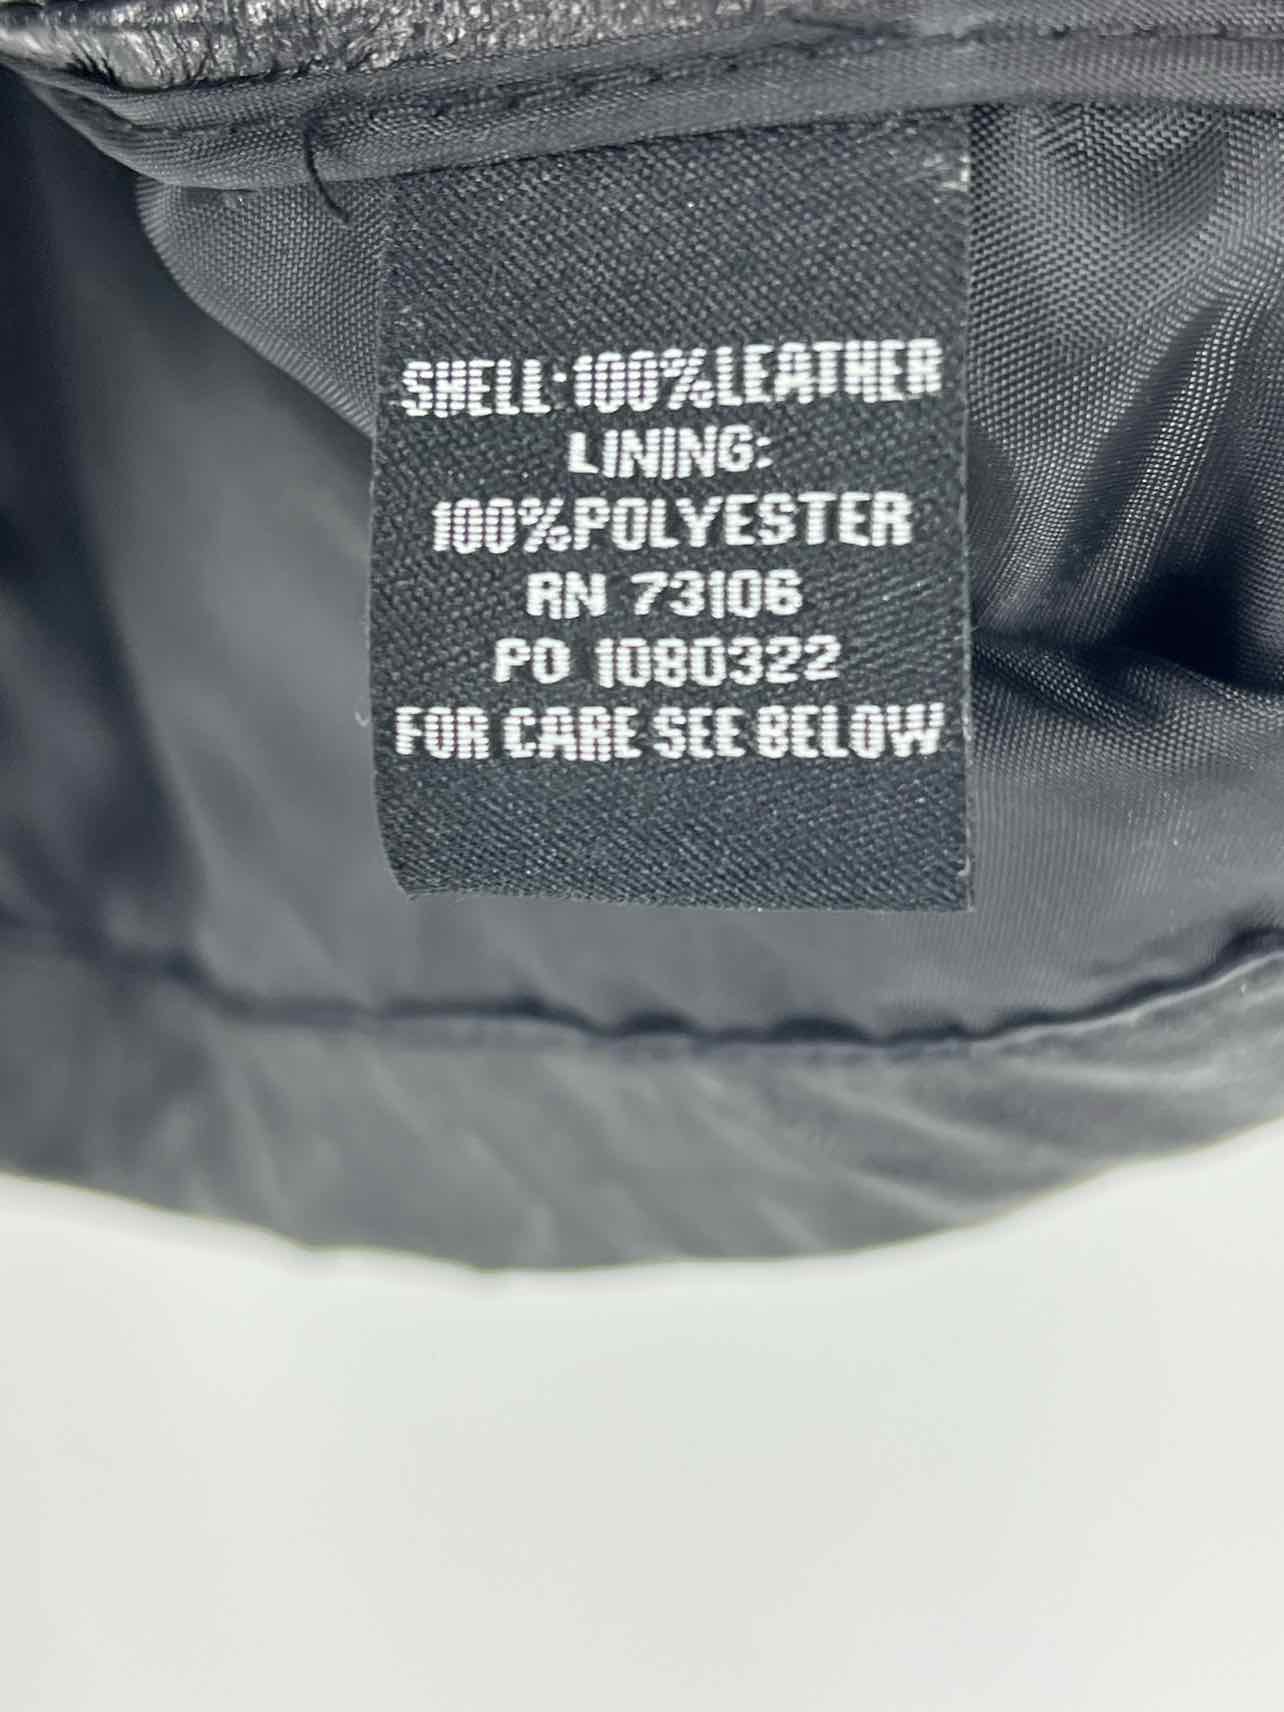 SHELL:100%LEATHER
LINING:
100%POLYESTER
RN 73106
PO 1080322
FOR CARE SEE BELOW